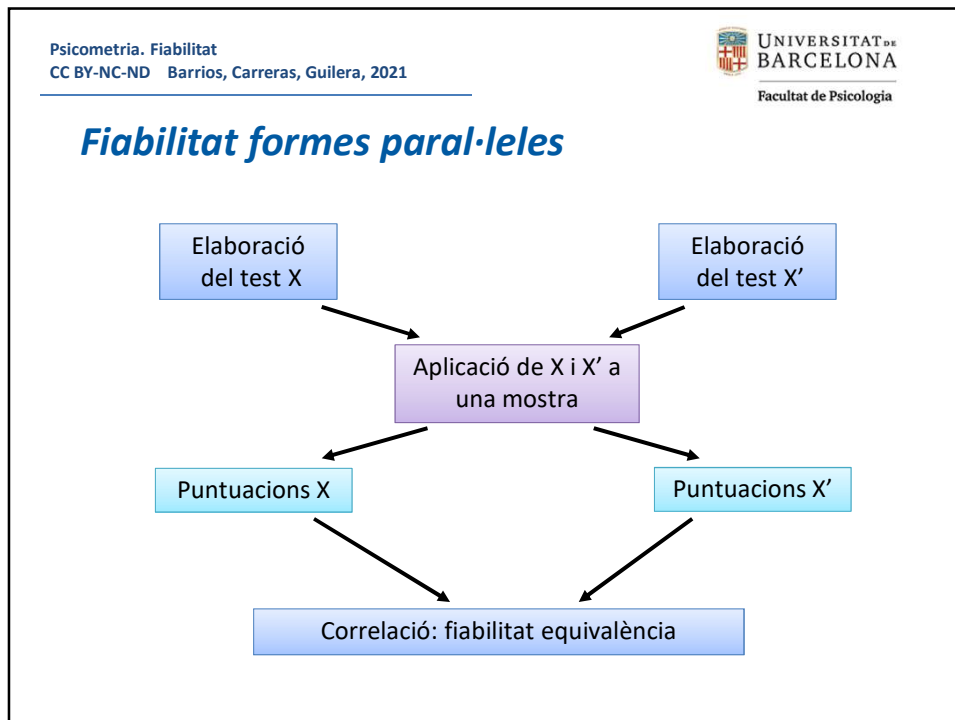 Psicometria. Fiabilitat
CC BY-NC-ND Barrios, Carreras, Guilera, 2021
UNIVERSITAT DE
BARCELONA
Facultat de Psicologia
Fiabilitat formes paral·leles
Elaboració
del test X
Elaboració
del test X’
Aplicació de X i X’ a
una mostra
Puntuacions X
Puntuacions X’
Correlació: fiabilitat equivalència